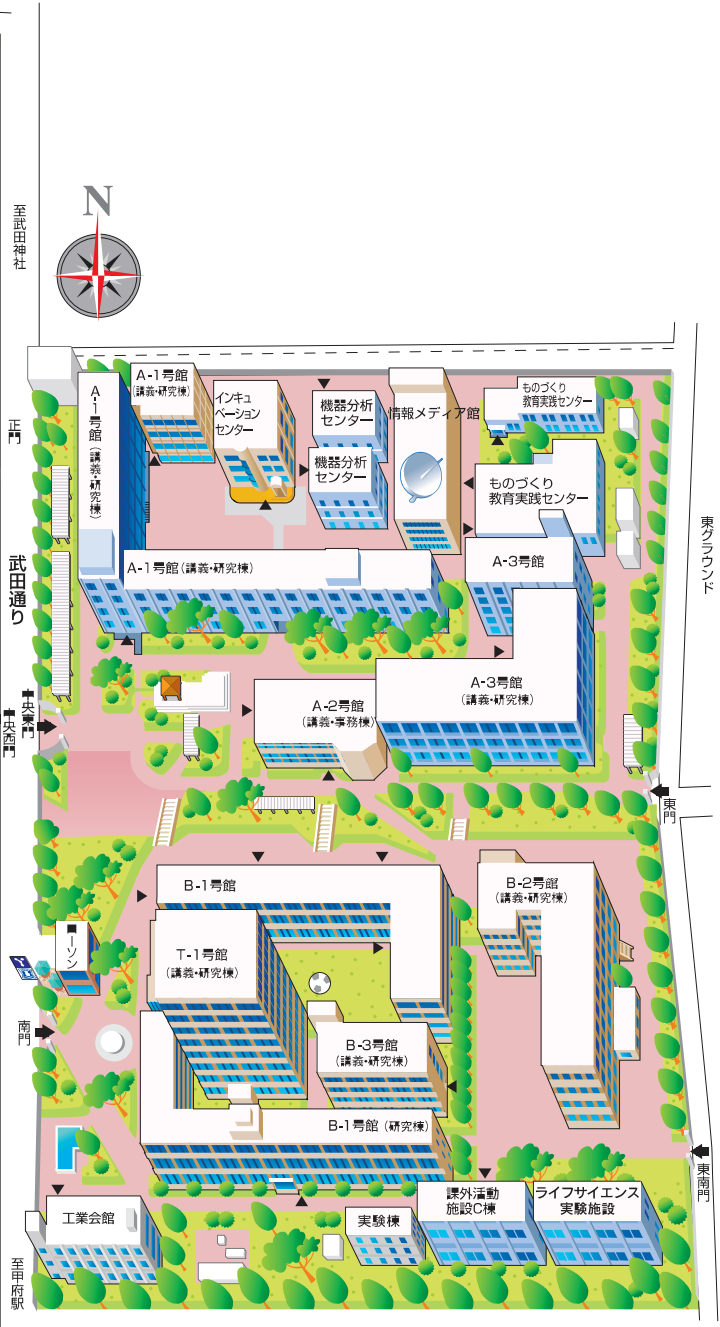 N
至武田神社
A-1号館
(講義・研究棟)
A-1号館(講義・研究棟)
インキュ
ベーション
センター
機器分析
センター
情報メディア館
ものづくり
教育実践センター
正門
機器分析
センター
ものづくり
教育実践センター
東グラウンド
武田通り
A-1号館(講義・研究棟)
A-3号館
A-3号館
(講義・研究棟)
A-2号館
(講義・事務棟)
東門
B-1号館
B-2号館
(講義・研究棟)
T-1号館
(講義・研究棟)
ーソン
南門
B-3号館
(講義・研究棟)
B-1号館(研究棟)
東南門
課外活動
施設C棟
ライフサイエンス
実験施設
工業会館
実験棟
至甲府駅